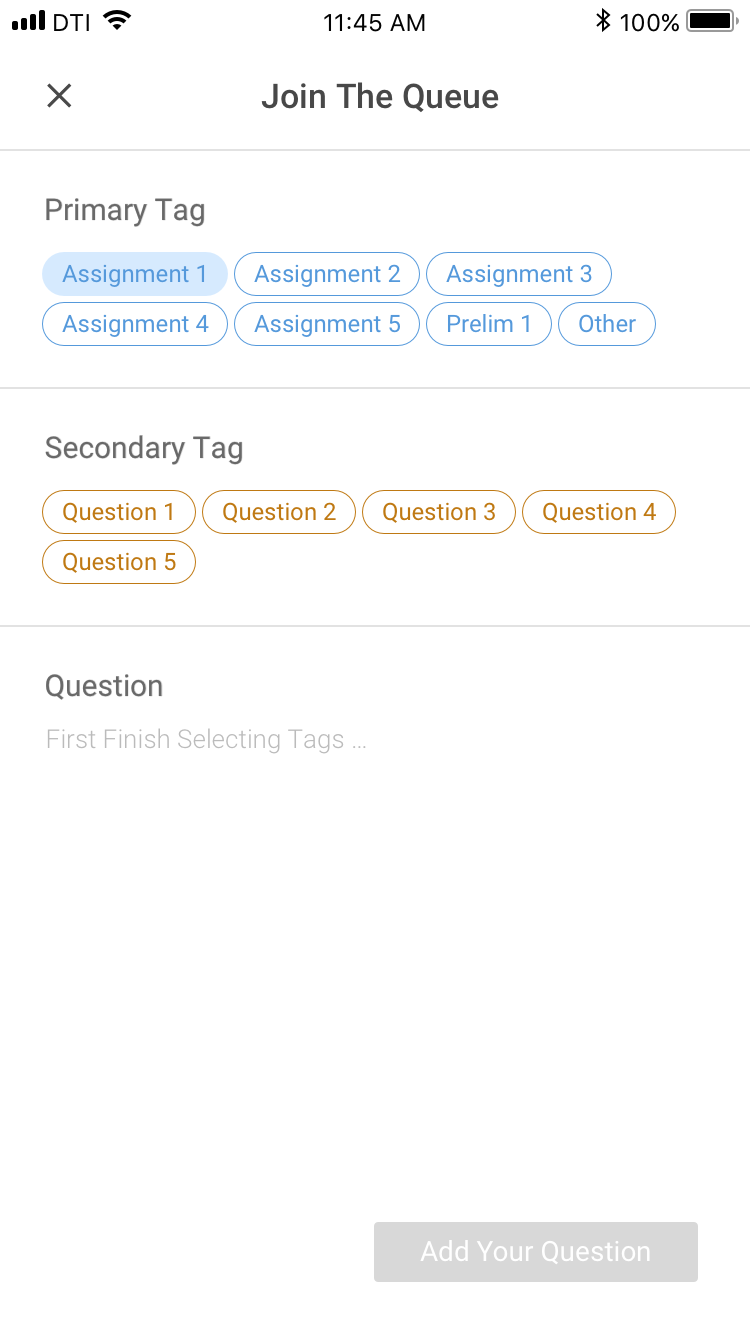 DTI 11:45 AM 100%
Join The Queue
Primary Tag
Assignment 1 Assignment 2 Assignment 3
Assignment 4 Assignment 5 Prelim 1 Other
Secondary Tag
Question 1 Question 2 Question 3 Question 4
Question 5
Question
First Finish Selecting Tags ...
Add Your Question